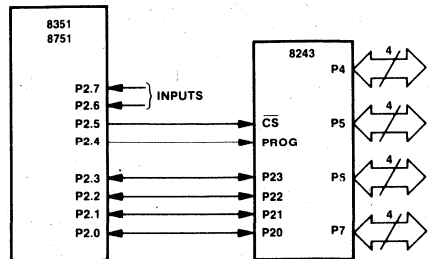 8351
8751
P2.7
P2.6
INPUTS
P2.5
P2.4
P2.3
P2.2
P2.1
P2.0
8243
CS
PROG
P23
P22
P21
P20
P4
P5
P6
P7
4
4
4
4